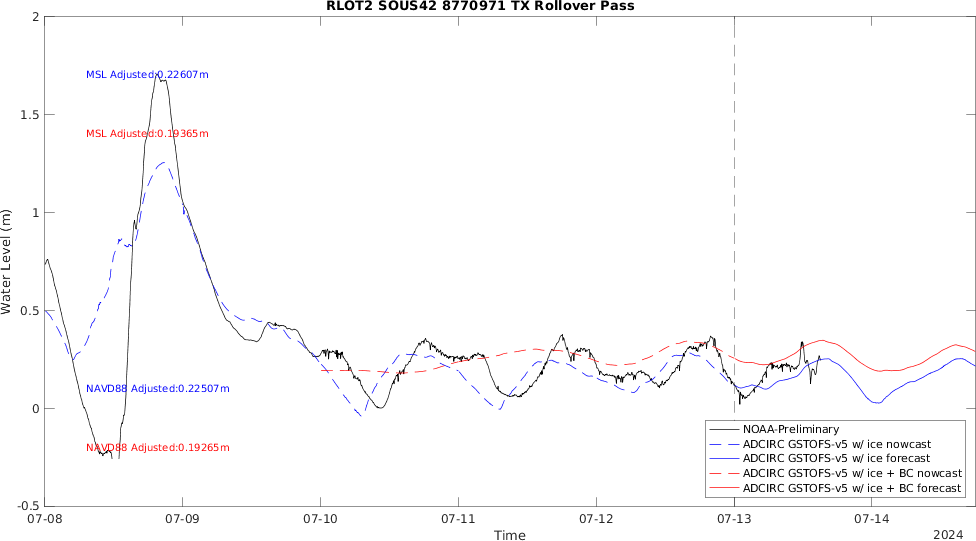 RLOT2 SOUS42 8770971 TX Rollover Pass
2
1.5
1
0.5
0
-0.5
Water Level (m)
MSL Adjusted:0.22607m
MSL Adjusted:0.19365m
NAVD88 Adjusted:0.22507m
NAVD88 Adjusted:0.19265m
NOAA-Preliminary
ADCIRC GSTOFS-v5 w/ ice nowcast
ADCIRC GSTOFS-v5 w/ ice forecast
ADCIRC GSTOFS-v5 w/ ice + BC nowcast
ADCIRC GSTOFS-v5 w/ ice + BC forecast
07-08 07-09 07-10 07-11 07-12 07-13 07-14
Time
2024